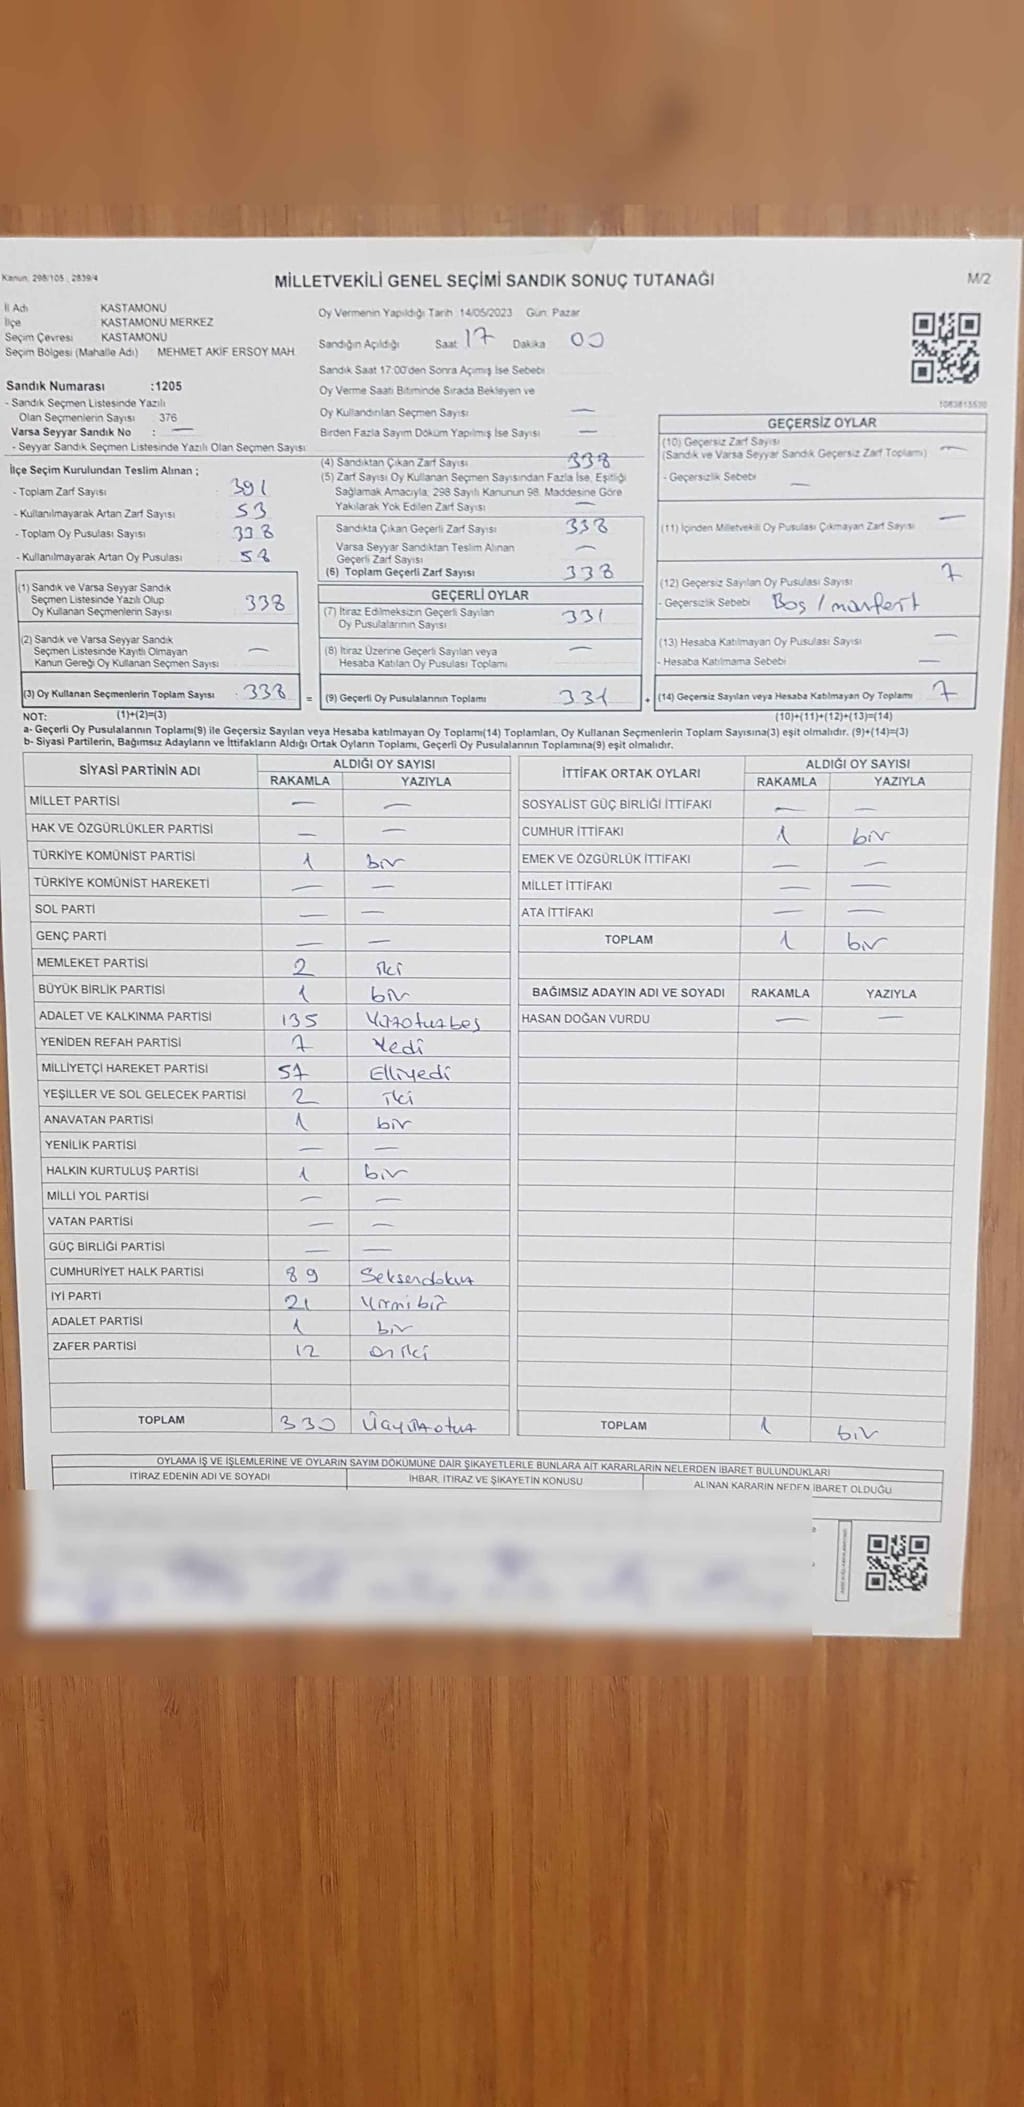 Kanun: 298/105 , 2839/4
MİLLETVEKİLİ GENEL SEÇİMİ SANDIK SONUÇ TUTANAĞI
M/2
İl Adı KASTAMONU
İlçe KASTAMONU MERKEZ
Seçim Çevresi KASTAMONU
Seçim Bölgesi (Mahalle Adı) MEHMET AKİF ERSOY MAH.
Sandık Numarası :1205
- Sandık Seçmen Listesinde Yazılı
Olan Seçmenlerin Sayısı 376
Varsa Seyyar Sandık No : —
- Seyyar Sandık Seçmen Listesinde Yazılı Olan Seçmen Sayısı
Oy Vermenin Yapıldığı Tarih :14/05/2023 Gün: Pazar
Sandığın Açıldığı Saat 17 Dakika 00
Sandık Saat 17:00'den Sonra Açımış İse Sebebi
Oy Verme Saati Bitiminde Sırada Bekleyen ve
Oy Kullandırılan Seçmen Sayısı —
Birden Fazla Sayım Döküm Yapılmış İse Sayısı —
1083815530
İlçe Seçim Kurulundan Teslim Alınan ;
- Toplam Zarf Sayısı 391
- Kullanılmayarak Artan Zarf Sayısı 53
- Toplam Oy Pusulası Sayısı 398
- Kullanılmayarak Artan Oy Pusulası 58
(1) Sandık ve Varsa Seyyar Sandık
Seçmen Listesinde Yazılı Olup
Oy Kullanan Seçmenlerin Sayısı 338
(2) Sandık ve Varsa Seyyar Sandık
Seçmen Listesinde Kayıtlı Olmayan
Kanun Gereği Oy Kullanan Seçmen Sayısı —
(3) Oy Kullanan Seçmenlerin Toplam Sayısı 338 =
(4) Sandıktan Çıkan Zarf Sayısı 338
(5) Zarf Sayısı Oy Kullanan Seçmen Sayısından Fazla İse, Eşitliği
Sağlamak Amacıyla, 298 Sayılı Kanunun 98. Maddesine Göre
Yakılarak Yok Edilen Zarf Sayısı —
Sandıkta Çıkan Geçerli Zarf Sayısı 338
Varsa Seyyar Sandıktan Teslim Alınan
Geçerli Zarf Sayısı —
(6) Toplam Geçerli Zarf Sayısı 338
GEÇERLİ OYLAR
(7) İtiraz Edilmeksizin Geçerli Sayılan
Oy Pusulalarının Sayısı 331
(8) İtiraz Üzerine Geçerli Sayılan veya
Hesaba Katılan Oy Pusulası Toplamı —
(9) Geçerli Oy Pusulalarının Toplamı 331 +
GEÇERSİZ OYLAR
(10) Geçersiz Zarf Sayısı
(Sandık ve Varsa Seyyar Sandık Geçersiz Zarf Toplamı) —
- Geçersizlik Sebebi —
(11) İçinden Milletvekili Oy Pusulası Çıkmayan Zarf Sayısı —
(12) Geçersiz Sayılan Oy Pusulası Sayısı 7
- Geçersizlik Sebebi Boş / münfert
(13) Hesaba Katılmayan Oy Pusulası Sayısı —
- Hesaba Katılmama Sebebi —
(14) Geçersiz Sayılan veya Hesaba Katılmayan Oy Toplamı 7
NOT: (1)+(2)=(3) (10)+(11)+(12)+(13)=(14)
a- Geçerli Oy Pusulalarının Toplamı(9) ile Geçersiz Sayılan veya Hesaba katılmayan Oy Toplamı(14) Toplamları, Oy Kullanan Seçmenlerin Toplam Sayısına(3) eşit olmalıdır. (9)+(14)=(3)
b- Siyasi Partilerin, Bağımsız Adayların ve İttifakların Aldığı Ortak Oyların Toplamı, Geçerli Oy Pusulalarının Toplamına(9) eşit olmalıdır.
SİYASİ PARTİNİN ADI ALDIĞI OY SAYISI
RAKAMLA YAZIYLA
MİLLET PARTİSİ — —
HAK VE ÖZGÜRLÜKLER PARTİSİ — —
TÜRKİYE KOMÜNİST PARTİSİ 1 bir
TÜRKİYE KOMÜNİST HAREKETİ — —
SOL PARTİ — —
GENÇ PARTİ — —
MEMLEKET PARTİSİ 2 iki
BÜYÜK BİRLİK PARTİSİ 1 bir
ADALET VE KALKINMA PARTİSİ 135 Yüzotuzbeş
YENİDEN REFAH PARTİSİ 7 Yedi
MİLLİYETÇİ HAREKET PARTİSİ 57 Elliyedi
YEŞİLLER VE SOL GELECEK PARTİSİ 2 iki
ANAVATAN PARTİSİ 1 bir
YENİLİK PARTİSİ — —
HALKIN KURTULUŞ PARTİSİ 1 bir
MİLLİ YOL PARTİSİ — —
VATAN PARTİSİ — —
GÜÇ BİRLİĞİ PARTİSİ — —
CUMHURİYET HALK PARTİSİ 89 Seksendokuz
İYİ PARTİ 21 Yirmibir
ADALET PARTİSİ 1 bir
ZAFER PARTİSİ 12 oniki
TOPLAM 330 Üçyüzotuz
İTTİFAK ORTAK OYLARI ALDIĞI OY SAYISI
RAKAMLA YAZIYLA
SOSYALİST GÜÇ BİRLİĞİ İTTİFAKI — —
CUMHUR İTTİFAKI 1 bir
EMEK VE ÖZGÜRLÜK İTTİFAKI — —
MİLLET İTTİFAKI — —
ATA İTTİFAKI — —
TOPLAM 1 bir
BAĞIMSIZ ADAYIN ADI VE SOYADI RAKAMLA YAZIYLA
HASAN DOĞAN VURDU — —
TOPLAM 1 bir
OYLAMA İŞ VE İŞLEMLERİNE VE OYLARIN SAYIM DÖKÜMÜNE DAİR ŞİKAYETLERLE BUNLARA AİT KARARLARIN NELERDEN İBARET BULUNDUKLARI
İTİRAZ EDENİN ADI VE SOYADI İHBAR, İTİRAZ VE ŞİKAYETİN KONUSU ALINAN KARARIN NEDEN İBARET OLDUĞU